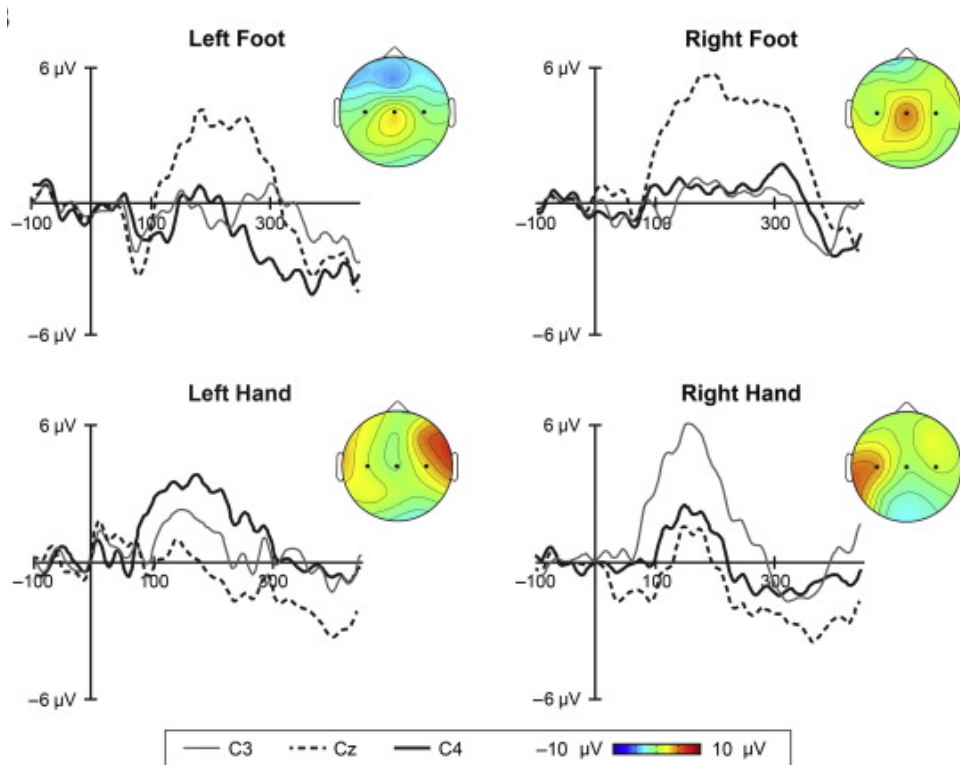 Left Foot
6 µV
–100
100
300
–6 µV
Right Foot
6 µV
–100
100
300
–6 µV
Left Hand
6 µV
–100
100
300
–6 µV
Right Hand
6 µV
–100
100
300
–6 µV
C3 Cz C4 –10 µV 10 µV